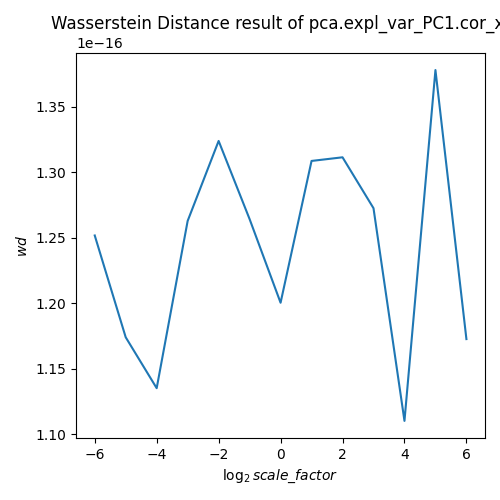 Wasserstein Distance result of pca.expl_var_PC1.cor_x
1e−16
1.35
1.30
1.25
1.20
1.15
1.10
wd
−6 −4 −2 0 2 4 6
log₂ scale_factor